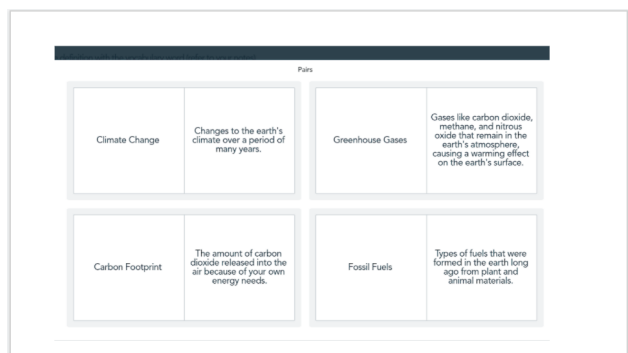 Pairs
Climate Change
Changes to the earth's
climate over a period of
many years.
Greenhouse Gases
Gases like carbon dioxide,
methane, and nitrous
oxide that remain in the
earth's atmosphere,
causing a warming effect
on the earth's surface.
Carbon Footprint
The amount of carbon
dioxide released into the
air because of your own
energy needs.
Fossil Fuels
Types of fuels that were
formed in the earth long
ago from plant and
animal materials.